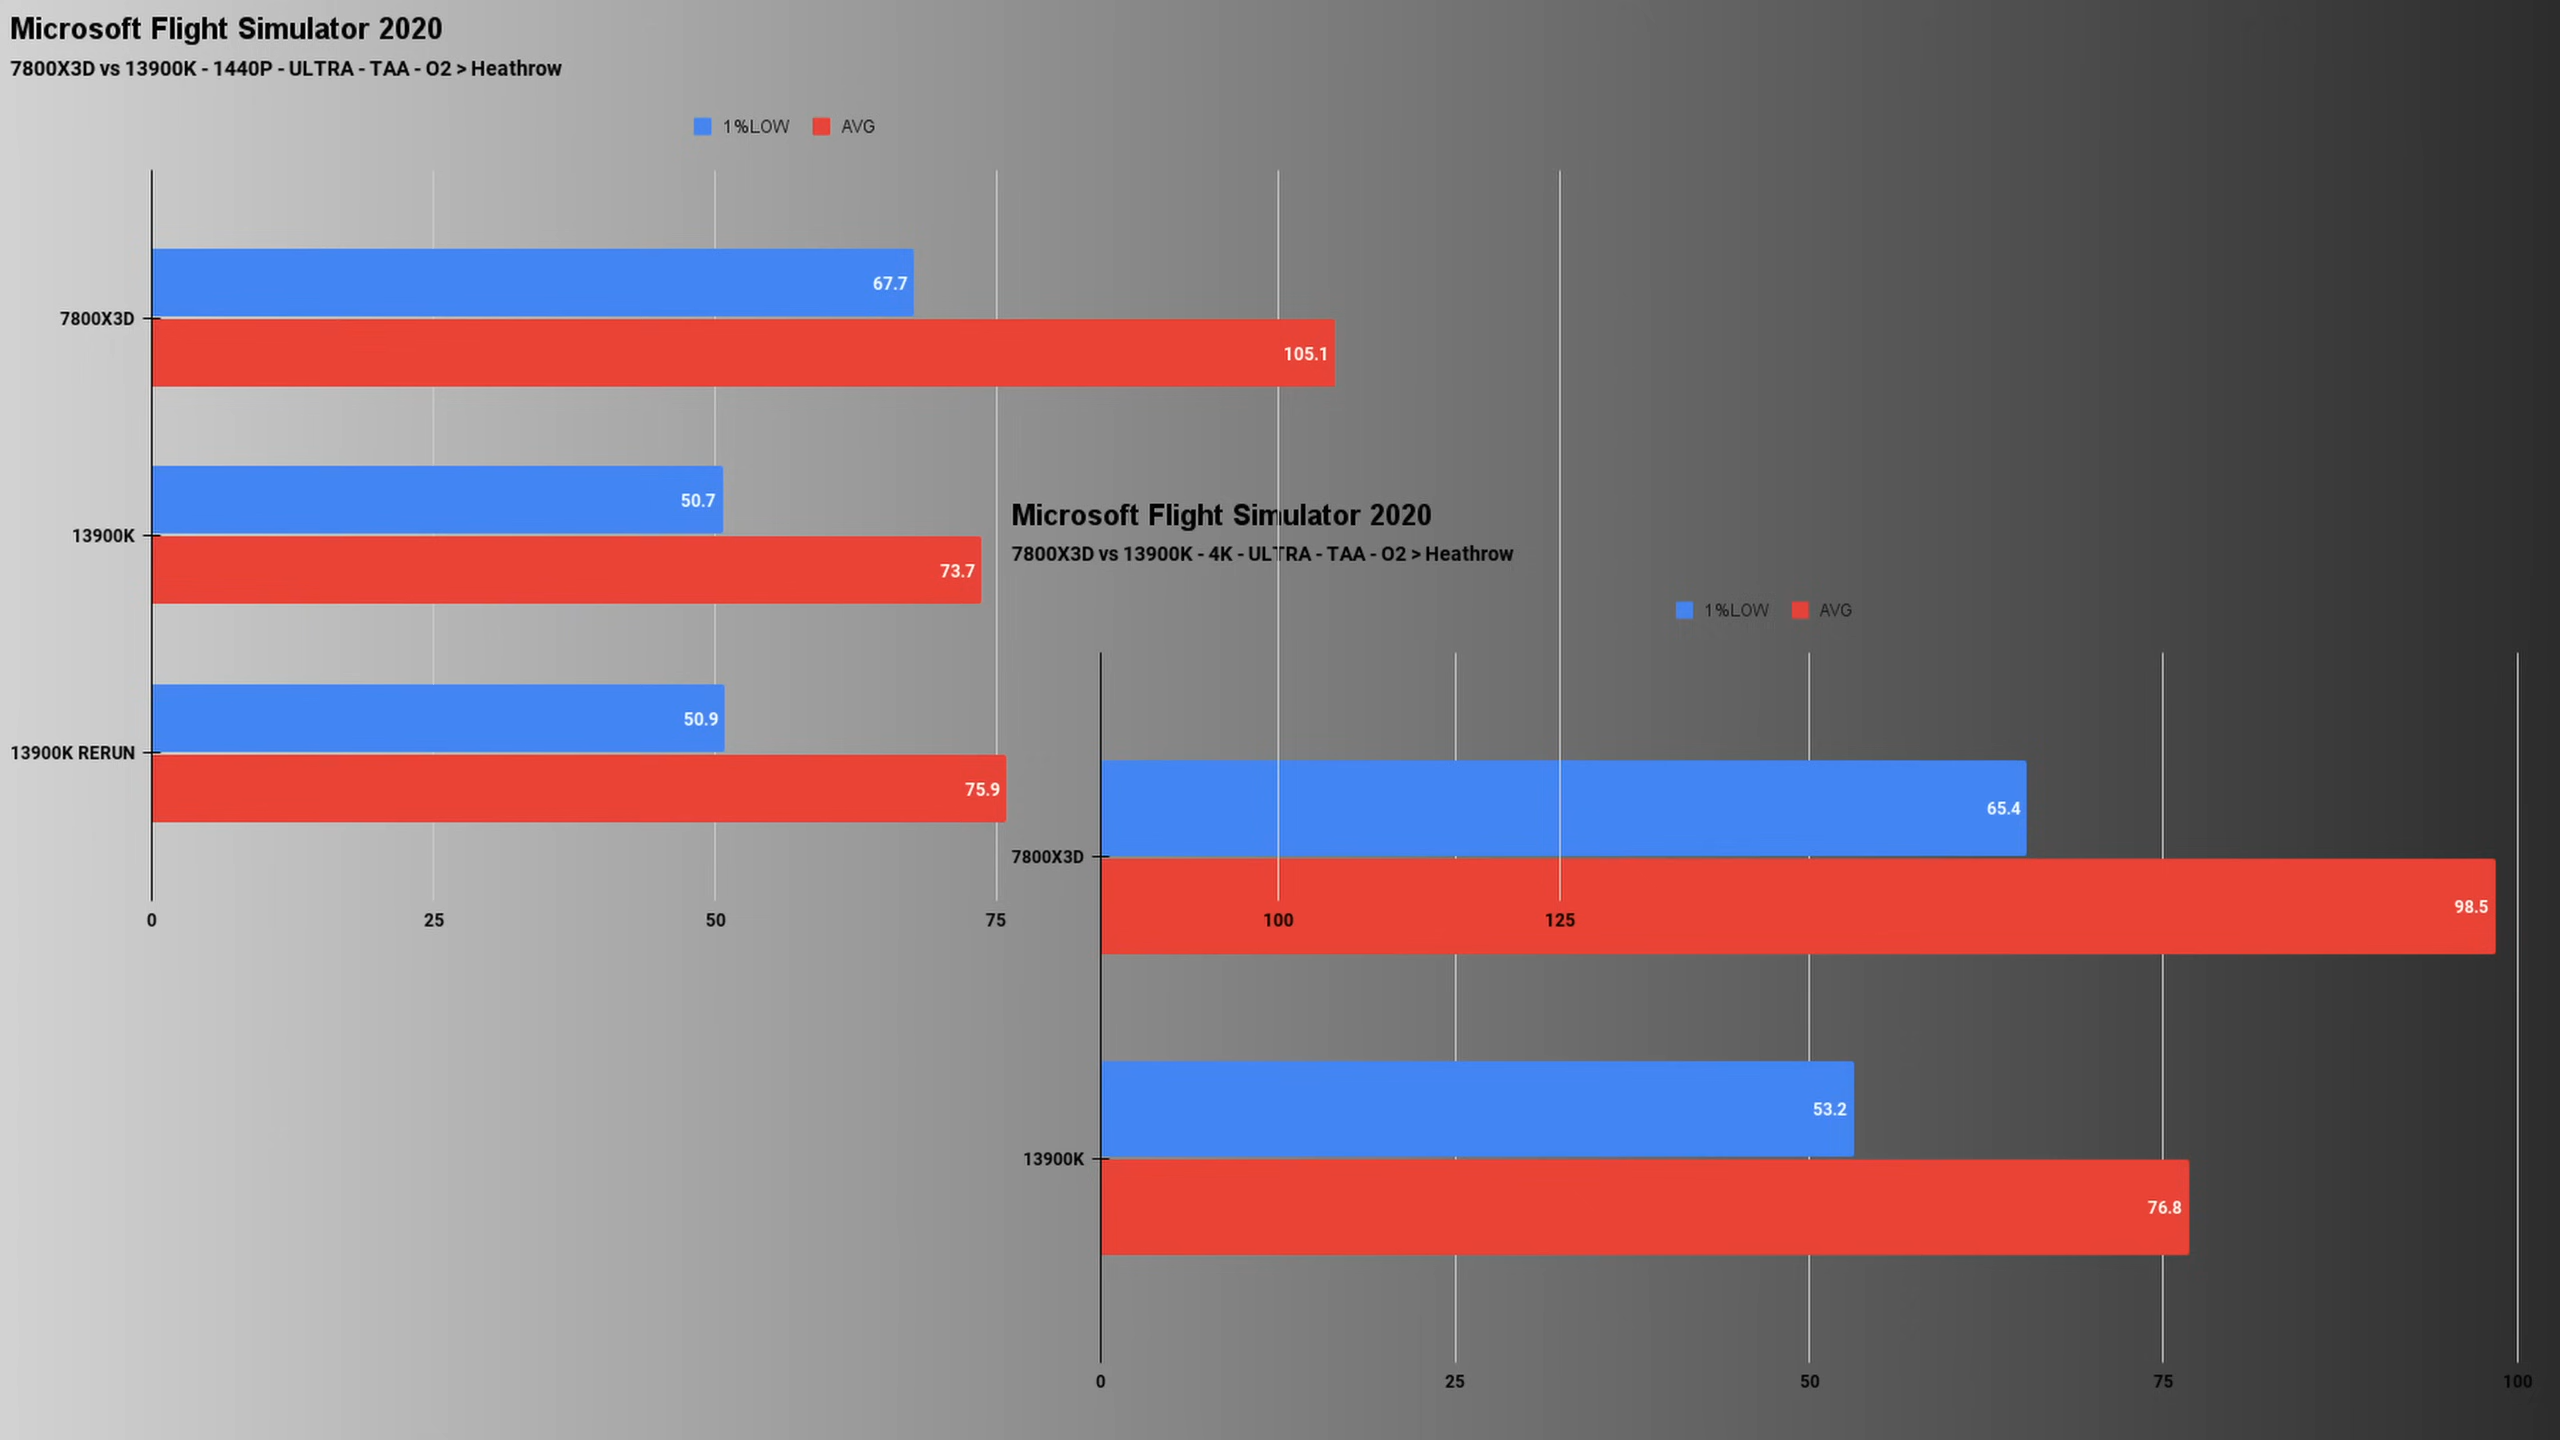 Microsoft Flight Simulator 2020
7800X3D vs 13900K - 1440P - ULTRA - TAA - O2 > Heathrow
1%LOW AVG
67.7
7800X3D
105.1
50.7
13900K
73.7
50.9
13900K RERUN
75.9
0 25 50 75 100 125
Microsoft Flight Simulator 2020
7800X3D vs 13900K - 4K - ULTRA - TAA - O2 > Heathrow
1%LOW AVG
65.4
7800X3D
98.5
53.2
13900K
76.8
0 25 50 75 100